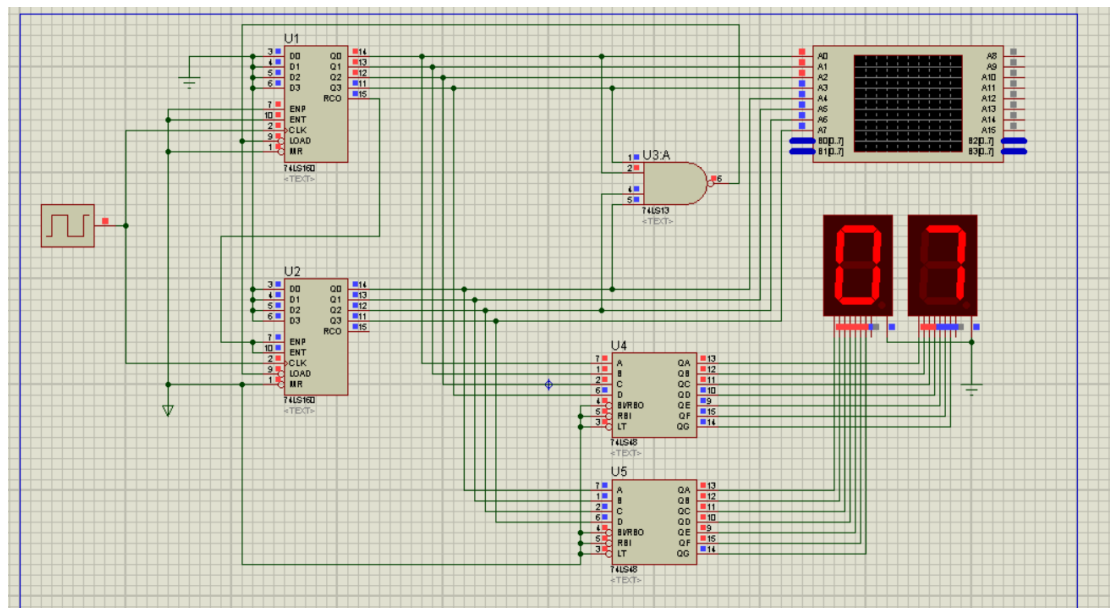 U1
3 D0 Q0 14
4 D1 Q1 13
5 D2 Q2 12
6 D3 Q3 11
RCO 15
7 ENP
10 ENT
2 CLK
9 LOAD
1 MR
74LS160
<TEXT>
A0 A8
A1 A9
A2 A10
A3 A11
A4 A12
A5 A13
A6 A14
A7 A15
B0[0..7] B2[0..7]
B1[0..7] B3[0..7]
U3:A
1
2
4
5
6
74LS13
<TEXT>
07
U2
3 D0 Q0 14
4 D1 Q1 13
5 D2 Q2 12
6 D3 Q3 11
RCO 15
7 ENP
10 ENT
2 CLK
9 LOAD
1 MR
74LS160
<TEXT>
U4
7 A QA 13
1 B QB 12
2 C QC 11
6 D QD 10
4 BI/RBO QE 9
5 RBI QF 15
3 LT QG 14
74LS48
<TEXT>
U5
7 A QA 13
1 B QB 12
2 C QC 11
6 D QD 10
4 BI/RBO QE 9
5 RBI QF 15
3 LT QG 14
74LS48
<TEXT>